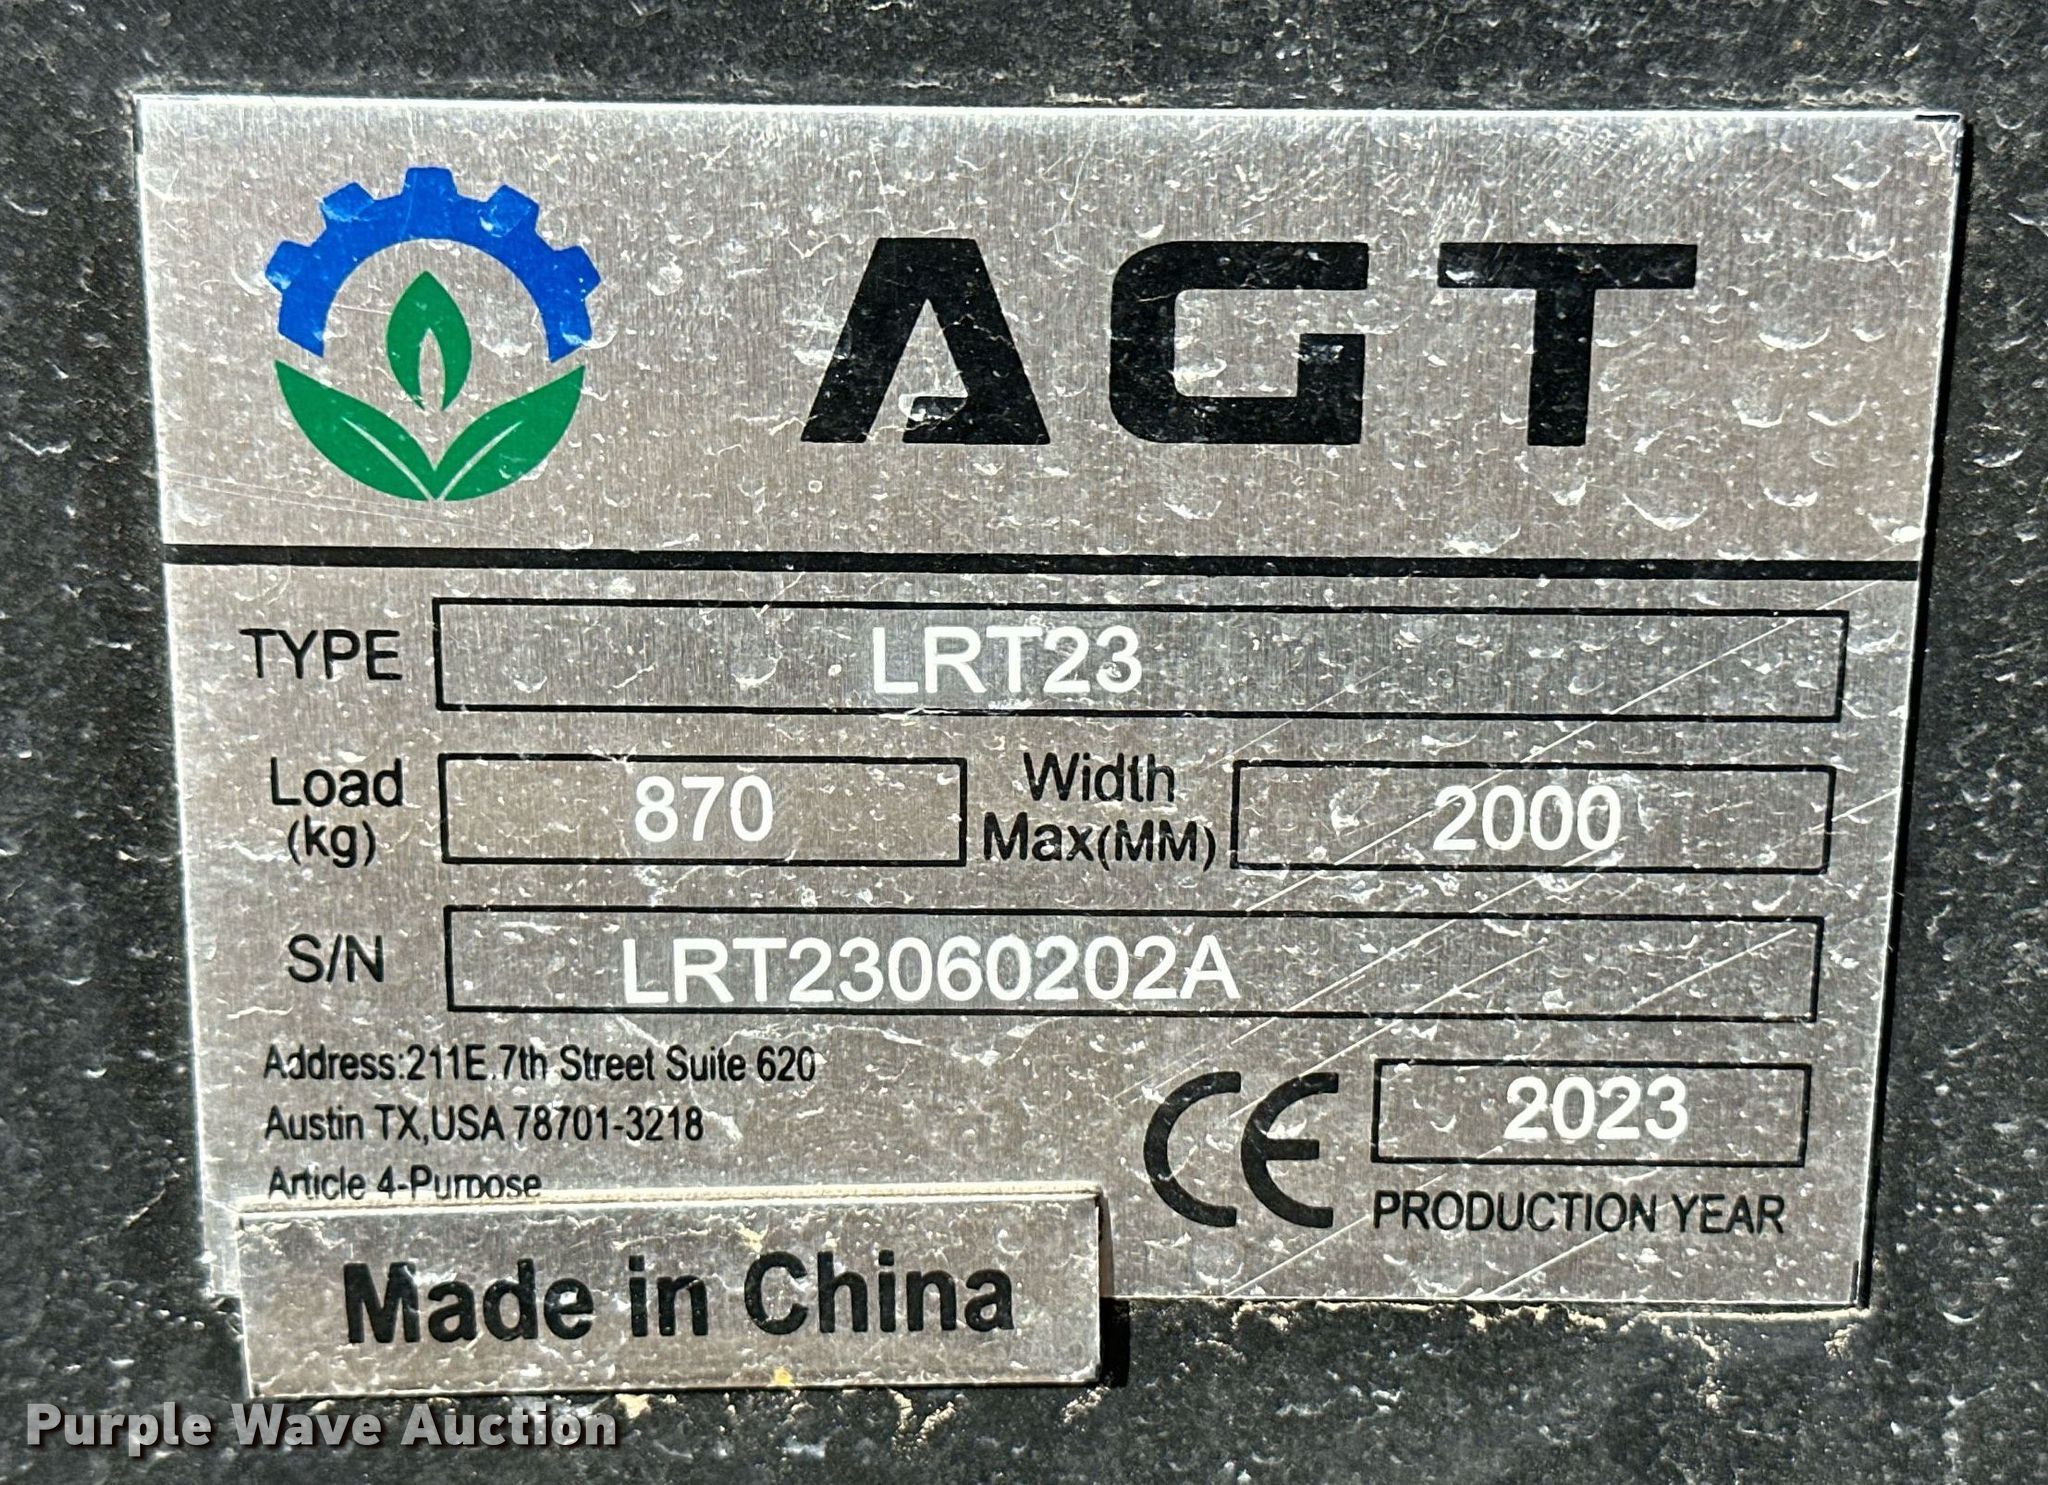 AGT
TYPE LRT23
Load (kg) 870 Width Max(MM) 2000
S/N LRT23060202A
Address:211E.7th Street Suite 620
Austin TX,USA 78701-3218
Article 4-Purpose
CE 2023
PRODUCTION YEAR
Made in China
Purple Wave Auction